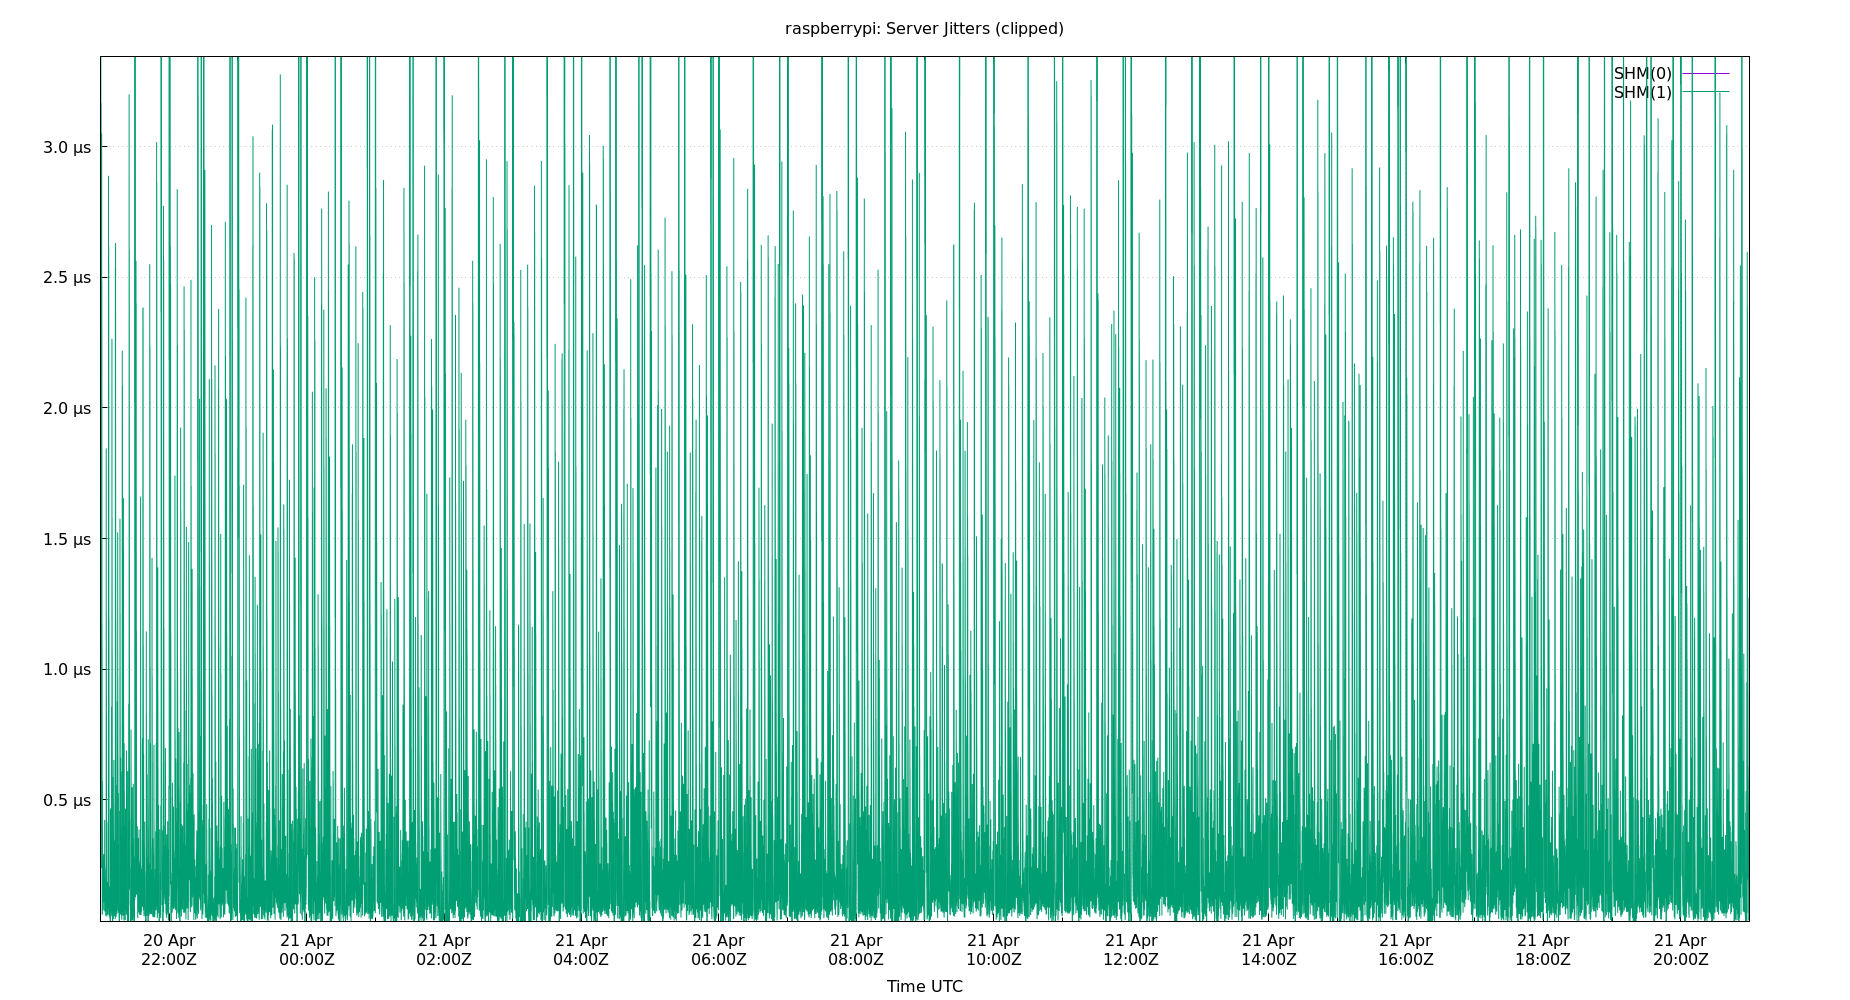 raspberrypi: Server Jitters (clipped)
SHM(0)
SHM(1)
3.0 µs
2.5 µs
2.0 µs
1.5 µs
1.0 µs
0.5 µs
20 Apr 21 Apr 21 Apr 21 Apr 21 Apr 21 Apr 21 Apr 21 Apr 21 Apr 21 Apr 21 Apr 21 Apr
22:00Z 00:00Z 02:00Z 04:00Z 06:00Z 08:00Z 10:00Z 12:00Z 14:00Z 16:00Z 18:00Z 20:00Z
Time UTC